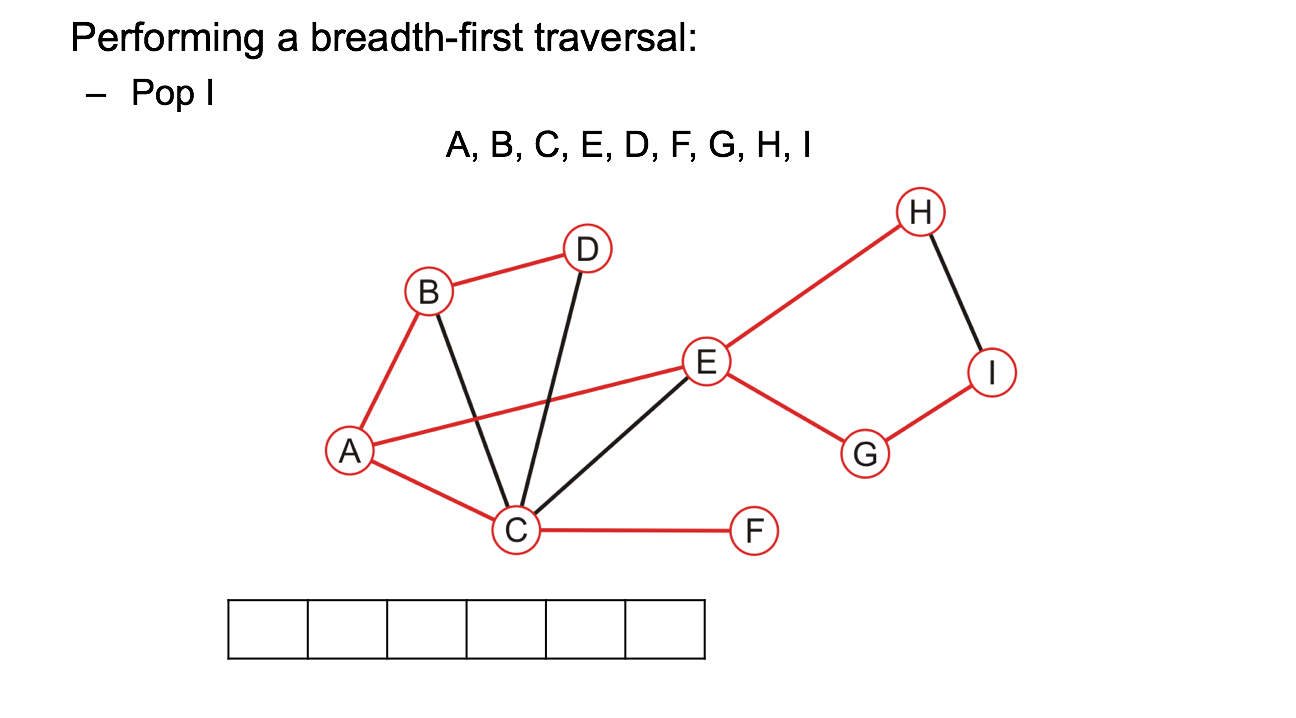 Performing a breadth-first traversal:
– Pop I
A, B, C, E, D, F, G, H, I
H
D
B
E
I
A
G
C
F